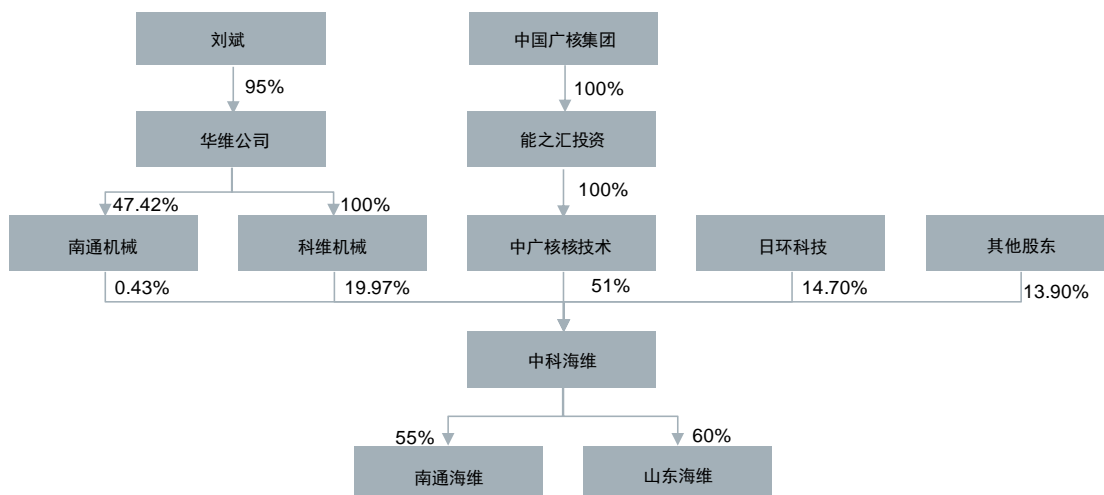 刘斌
中国广核集团
95%
100%
华维公司
能之汇投资
100%
47.42%
100%
南通机械
科维机械
中广核核技术
日环科技
其他股东
0.43%
19.97%
51%
14.70%
13.90%
中科海维
55%
60%
南通海维
山东海维